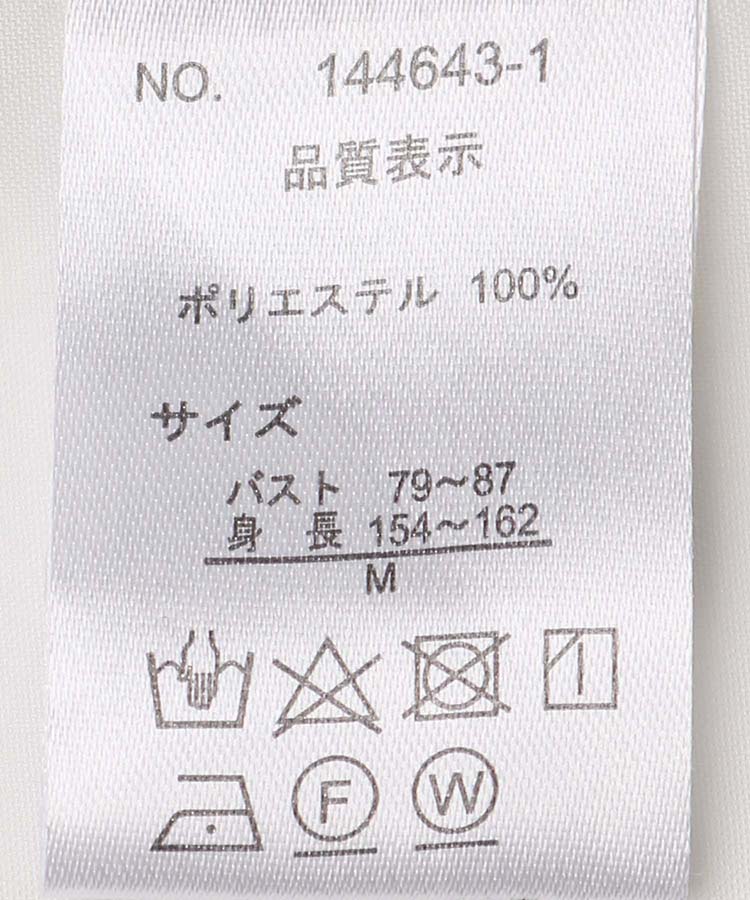 NO. 144643-1
品質表示
ポリエステル 100%
サイズ
バスト 79~87
身長 154~162
M
F W